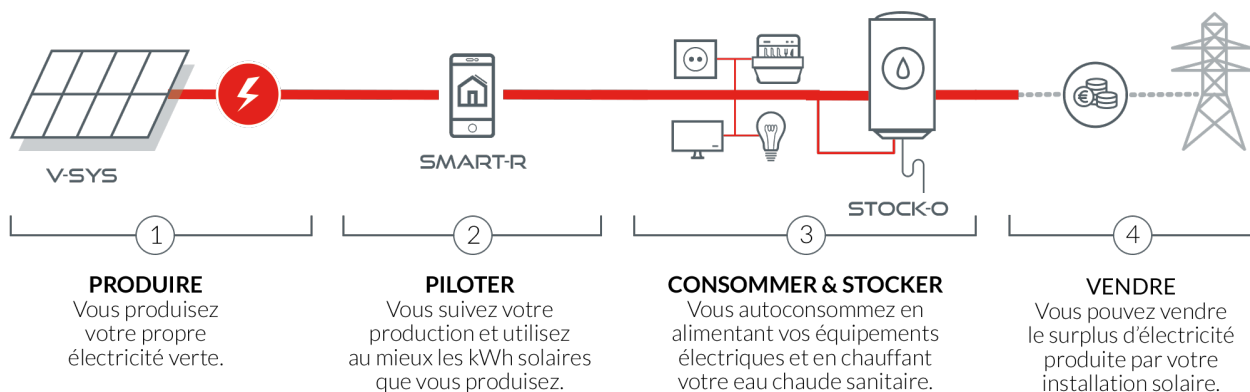 V-SYS
SMART-R
STOCK-O
1
2
3
4
PRODUIRE
Vous produisez
votre propre
électricité verte.
PILOTER
Vous suivez votre
production et utilisez
au mieux les kWh solaires
que vous produisez.
CONSOMMER & STOCKER
Vous autoconsommez en
alimentant vos équipements
électriques et en chauffant
votre eau chaude sanitaire.
VENDRE
Vous pouvez vendre
le surplus d’électricité
produite par votre
installation solaire.